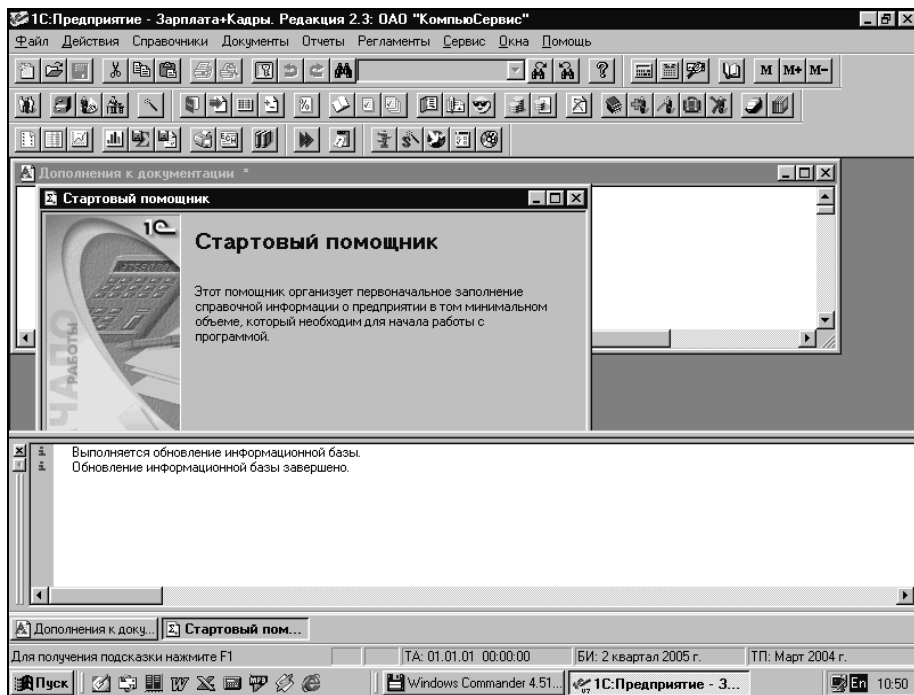 1С:Предприятие - Зарплата+Кадры. Редакция 2.3: ОАО "КомпьюСервис"
Файл Действия Справочники Документы Отчеты Регламенты Сервис Окна Помощь
? M M+ M-
Дополнения к документации *
Стартовый помощник
1С
Стартовый помощник
Этот помощник организует первоначальное заполнение
справочной информации о предприятии в том минимальном
объеме, который необходим для начала работы с
программой.
РАБОТЫ
Выполняется обновление информационной базы.
Обновление информационной базы завершено.
Дополнения к доку... Стартовый пом...
Для получения подсказки нажмите F1 ТА: 01.01.01 00:00:00 БИ: 2 квартал 2005 г. ТП: Март 2004 г.
Пуск Windows Commander 4.51... 1С:Предприятие - З... En 10:50